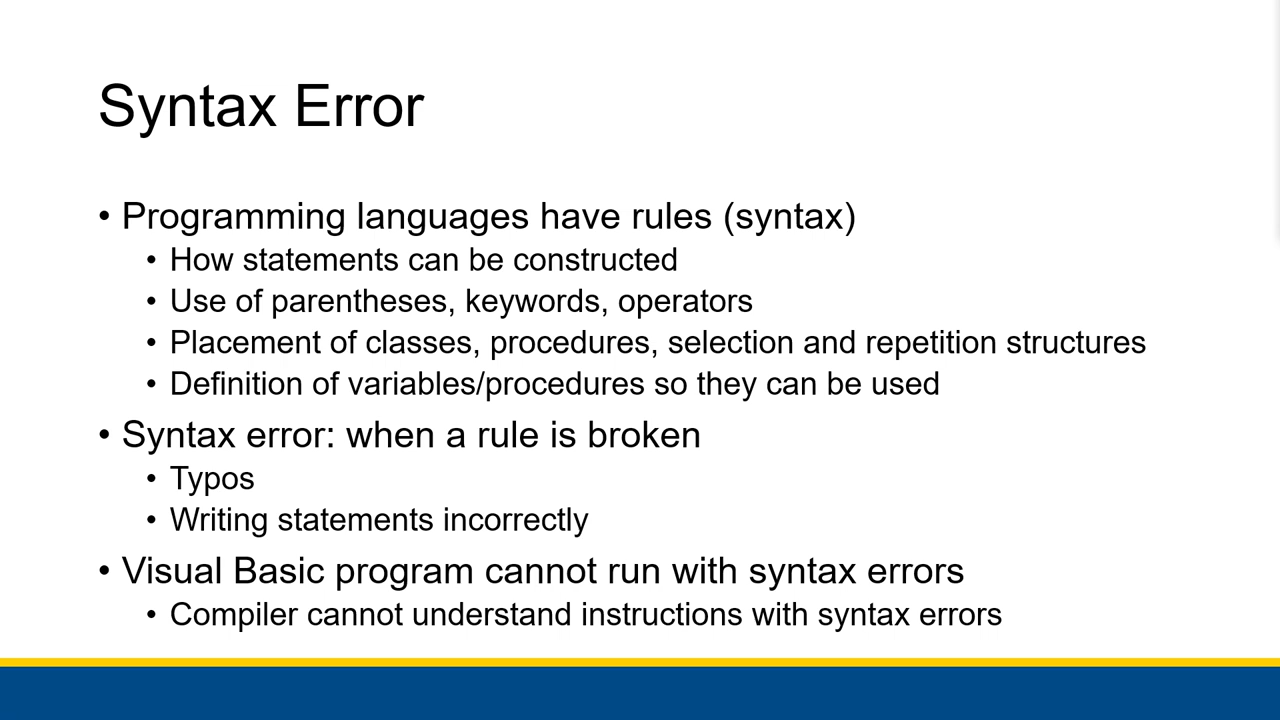 Syntax Error
• Programming languages have rules (syntax)
• How statements can be constructed
• Use of parentheses, keywords, operators
• Placement of classes, procedures, selection and repetition structures
• Definition of variables/procedures so they can be used
• Syntax error: when a rule is broken
• Typos
• Writing statements incorrectly
• Visual Basic program cannot run with syntax errors
• Compiler cannot understand instructions with syntax errors